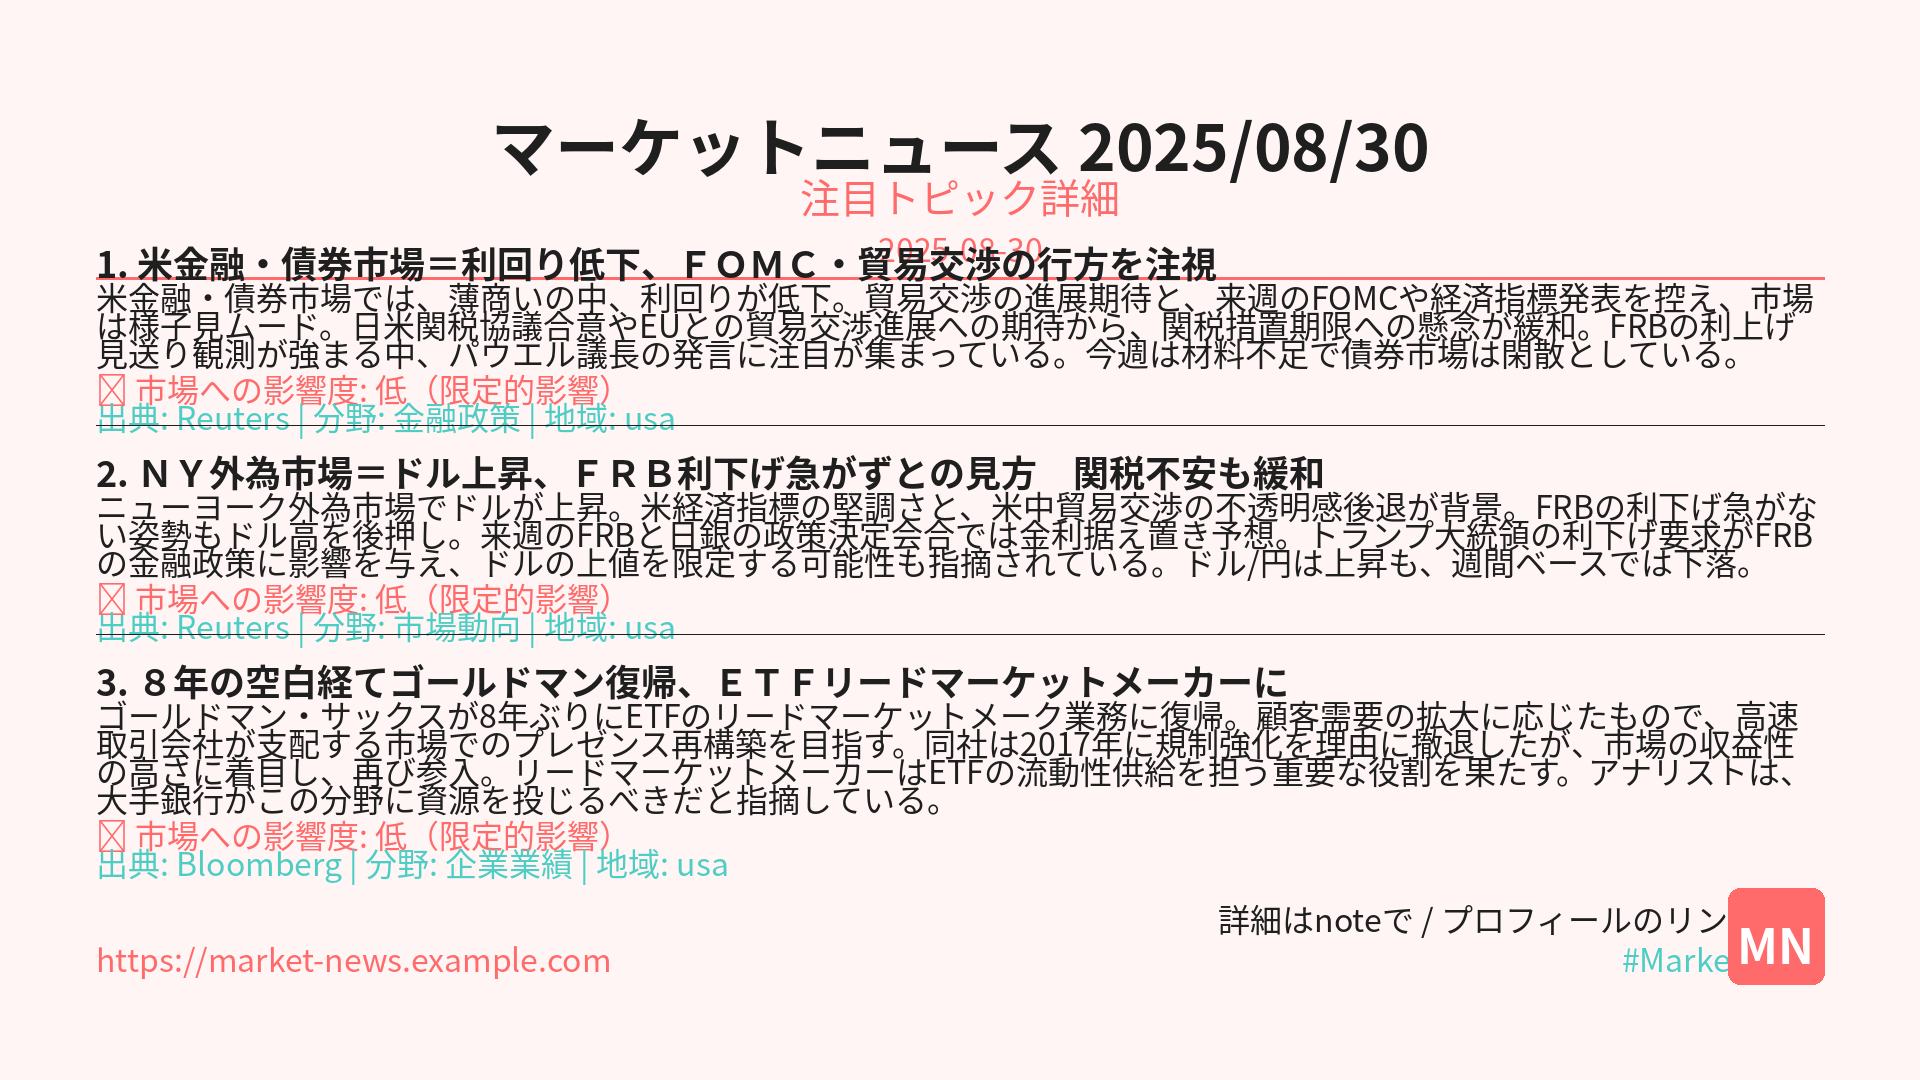 マーケットニュース 2025/08/30
注目トピック詳細
2025-08-30
1. 米金融・債券市場＝利回り低下、ＦＯＭＣ・貿易交渉の行方を注視
米金融・債券市場では、薄商いの中、利回りが低下。貿易交渉の進展期待と、来週のFOMCや経済指標発表を控え、市場
は様子見ムード。日米関税協議合意やEUとの貿易交渉進展への期待から、関税措置期限への懸念が緩和。FRBの利上げ
見送り観測が強まる中、パウエル議長の発言に注目が集まっている。今週は材料不足で債券市場は閑散としている。
市場への影響度: 低（限定的影響）
出典: Reuters | 分野: 金融政策 | 地域: usa
2. ＮＹ外為市場＝ドル上昇、ＦＲＢ利下げ急がずとの見方　関税不安も緩和
ニューヨーク外為市場でドルが上昇。米経済指標の堅調さと、米中貿易交渉の不透明感後退が背景。FRBの利下げ急がな
い姿勢もドル高を後押し。来週のFRBと日銀の政策決定会合では金利据え置き予想。トランプ大統領の利下げ要求がFRB
の金融政策に影響を与え、ドルの上値を限定する可能性も指摘されている。ドル/円は上昇も、週間ベースでは下落。
市場への影響度: 低（限定的影響）
出典: Reuters | 分野: 市場動向 | 地域: usa
3. ８年の空白経てゴールドマン復帰、ＥＴＦリードマーケットメーカーに
ゴールドマン・サックスが8年ぶりにETFのリードマーケットメーク業務に復帰。顧客需要の拡大に応じたもので、高速
取引会社が支配する市場でのプレゼンス再構築を目指す。同社は2017年に規制強化を理由に撤退したが、市場の収益性
の高さに着目し、再び参入。リードマーケットメーカーはETFの流動性供給を担う重要な役割を果たす。アナリストは、
大手銀行がこの分野に資源を投じるべきだと指摘している。
市場への影響度: 低（限定的影響）
出典: Bloomberg | 分野: 企業業績 | 地域: usa
詳細はnoteで / プロフィールのリン
https://market-news.example.com
#Marke
MN